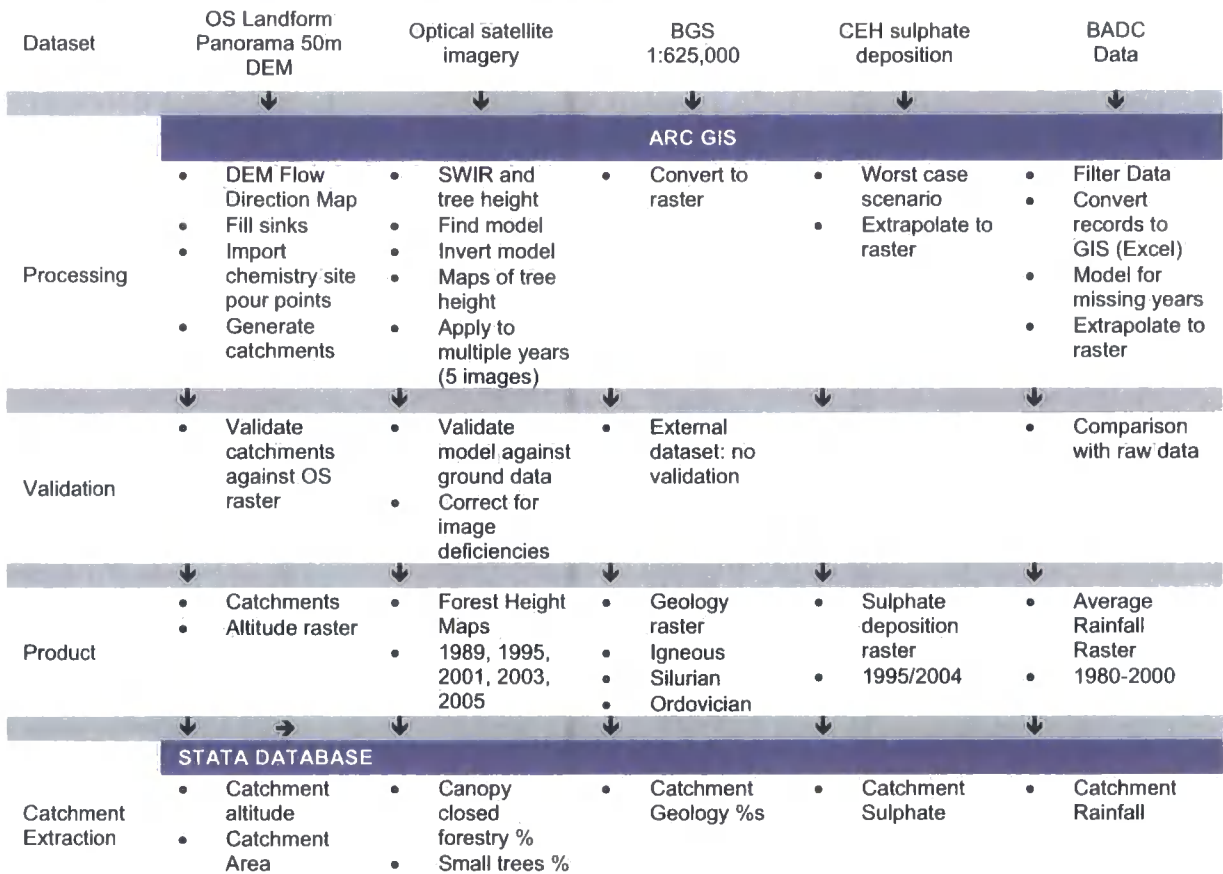 Dataset
OS Landform
Panorama 50m
DEM
Optical satellite
imagery
BGS
1:625,000
CEH sulphate
deposition
BADC
Data
ARC GIS
Processing
• DEM Flow
Direction Map
• Fill sinks
• Import
chemistry site
pour points
• Generate
catchments
• SWIR and
tree height
• Find model
• Invert model
• Maps of tree
height
• Apply to
multiple years
(5 images)
• Convert to
raster
• Worst case
scenario
• Extrapolate to
raster
• Filter Data
• Convert
records to
GIS (Excel)
• Model for
missing years
• Extrapolate to
raster
Validation
• Validate
catchments
against OS
raster
• Validate
model against
ground data
• Correct for
image
deficiencies
• External
dataset: no
validation
• Comparison
with raw data
Product
• Catchments
• Altitude raster
• Forest Height
Maps
• 1989, 1995,
2001, 2003,
2005
• Geology
raster
• Igneous
• Silurian
• Ordovician
• Sulphate
deposition
raster
• 1995/2004
• Average
Rainfall
Raster
• 1980-2000
STATA DATABASE
Catchment
Extraction
• Catchment
altitude
• Catchment
Area
• Canopy
closed
forestry %
• Small trees %
• Catchment
Geology %s
• Catchment
Sulphate
• Catchment
Rainfall